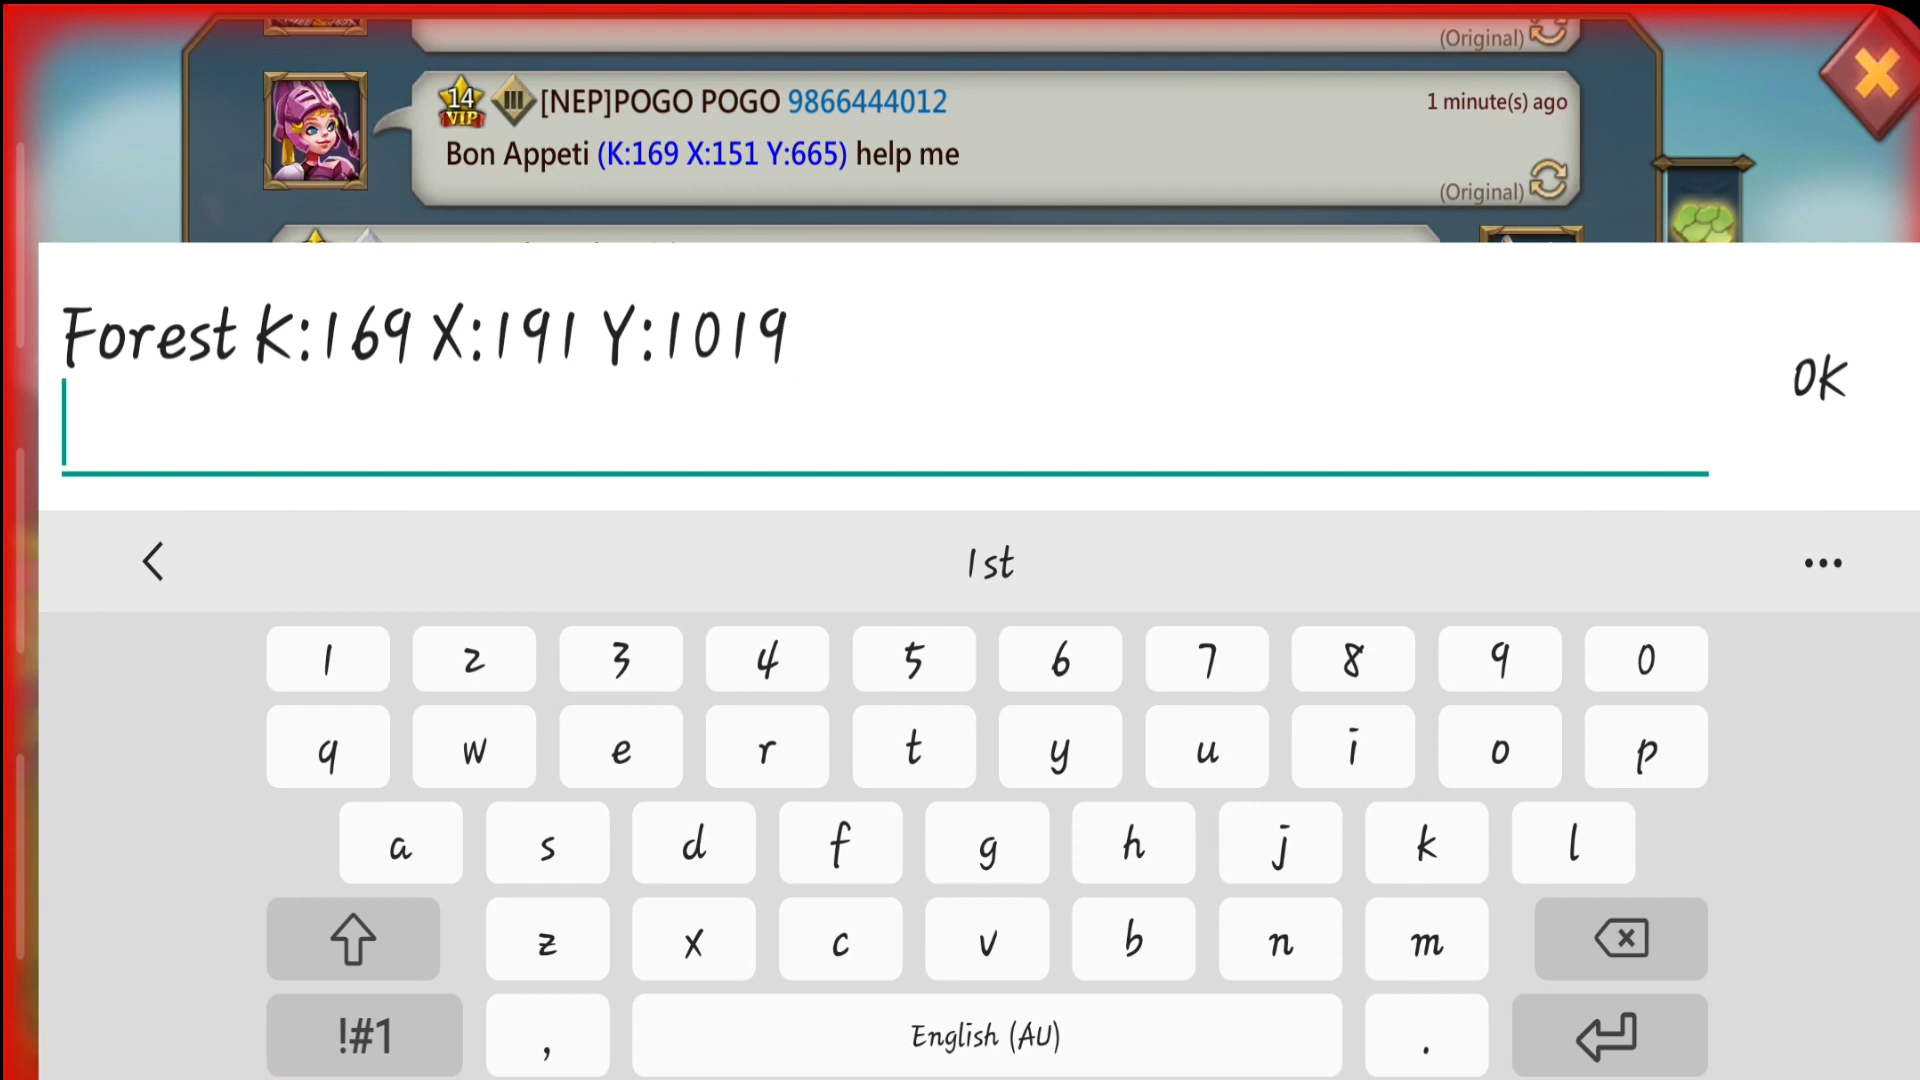 (Original)
14 VIP III [NEP]POGO POGO 9866444012 1 minute(s) ago
Bon Appeti (K:169 X:151 Y:665) help me
(Original)
Forest K:169 X:191 Y:1019
OK
1st
1 2 3 4 5 6 7 8 9 0
q w e r t y u i o p
a s d f g h j k l
z x c v b n m
!#1 , English (AU) .